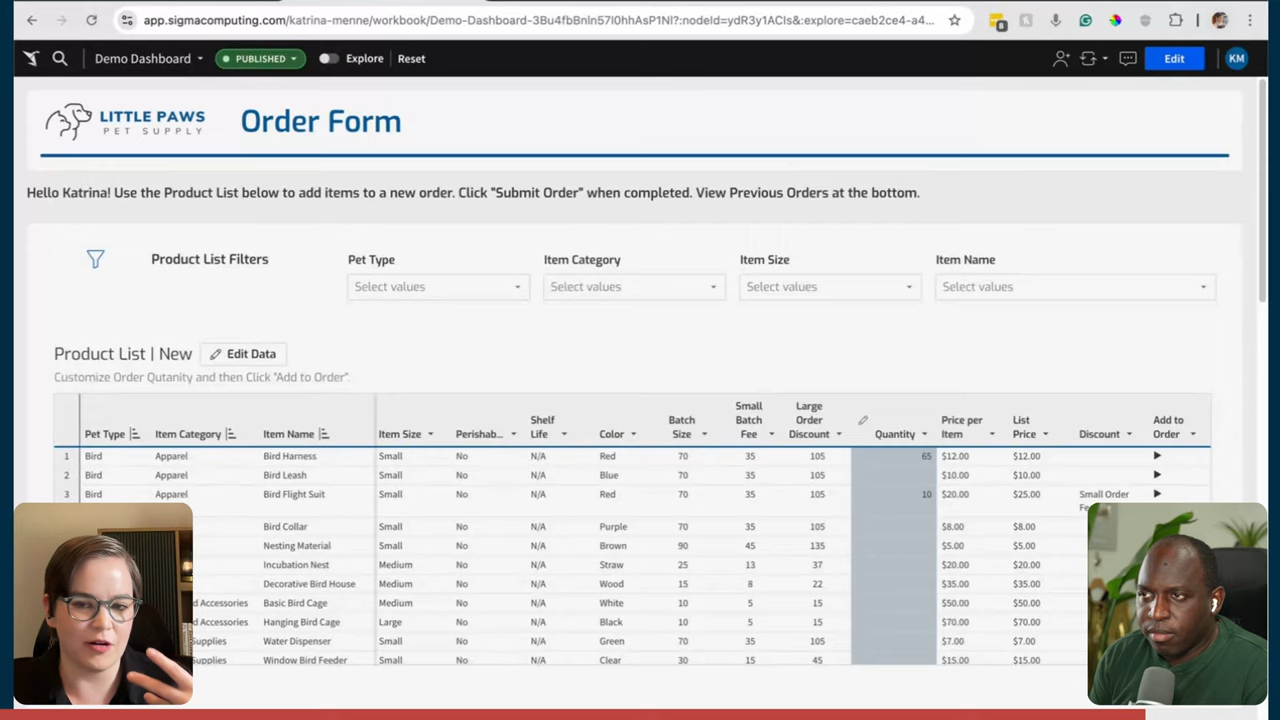 app.sigmacomputing.com/katrina-menne/workbook/Demo-Dashboard-3Bu4fbBnIn57I0hhAsP1NI?:nodeId=ydR3y1ACIs&:explore=caeb2ce4-a4...
Demo Dashboard PUBLISHED Explore Reset Edit KM
LITTLE PAWS
PET SUPPLY
Order Form
Hello Katrina! Use the Product List below to add items to a new order. Click "Submit Order" when completed. View Previous Orders at the bottom.
Product List Filters
Pet Type Item Category Item Size Item Name
Select values Select values Select values Select values
Product List | New Edit Data
Customize Order Qutanity and then Click "Add to Order".
Pet Type Item Category Item Name Item Size Perishab... Shelf Life Color Batch Size Small Batch Fee Large Order Discount Quantity Price per Item List Price Discount Add to Order
1 Bird Apparel Bird Harness Small No N/A Red 70 35 105 65 $12.00 $12.00
2 Bird Apparel Bird Leash Small No N/A Blue 70 35 105 $10.00 $10.00
3 Bird Apparel Bird Flight Suit Small No N/A Red 70 35 105 10 $20.00 $25.00 Small Order
Bird Collar Small No N/A Purple 70 35 105 $8.00 $8.00
Nesting Material Small No N/A Brown 90 45 135 $5.00 $5.00
Incubation Nest Medium No N/A Straw 25 13 37 $20.00 $20.00
Decorative Bird House Medium No N/A Wood 15 8 22 $35.00 $35.00
d Accessories Basic Bird Cage Medium No N/A White 10 5 15 $50.00 $50.00
d Accessories Hanging Bird Cage Large No N/A Black 10 5 15 $70.00 $70.00
Supplies Water Dispenser Small No N/A Green 70 35 105 $7.00 $7.00
Supplies Window Bird Feeder Small No N/A Clear 30 15 45 $15.00 $15.00